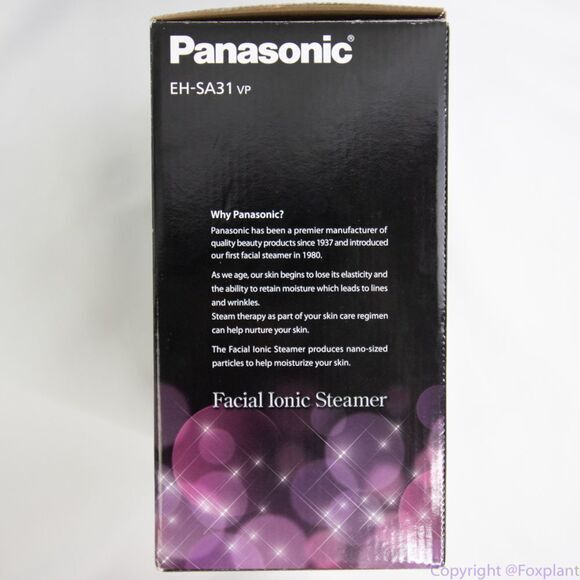 Panasonic®
EH-SA31 VP
Why Panasonic?
Panasonic has been a premier manufacturer of
quality beauty products since 1937 and introduced
our first facial steamer in 1980.
As we age, our skin begins to lose its elasticity and
the ability to retain moisture which leads to lines
and wrinkles.
Steam therapy as part of your skin care regimen
can help nurture your skin.
The Facial Ionic Steamer produces nano-sized
particles to help moisturize your skin.
Facial Ionic Steamer
Copyright @Foxplant